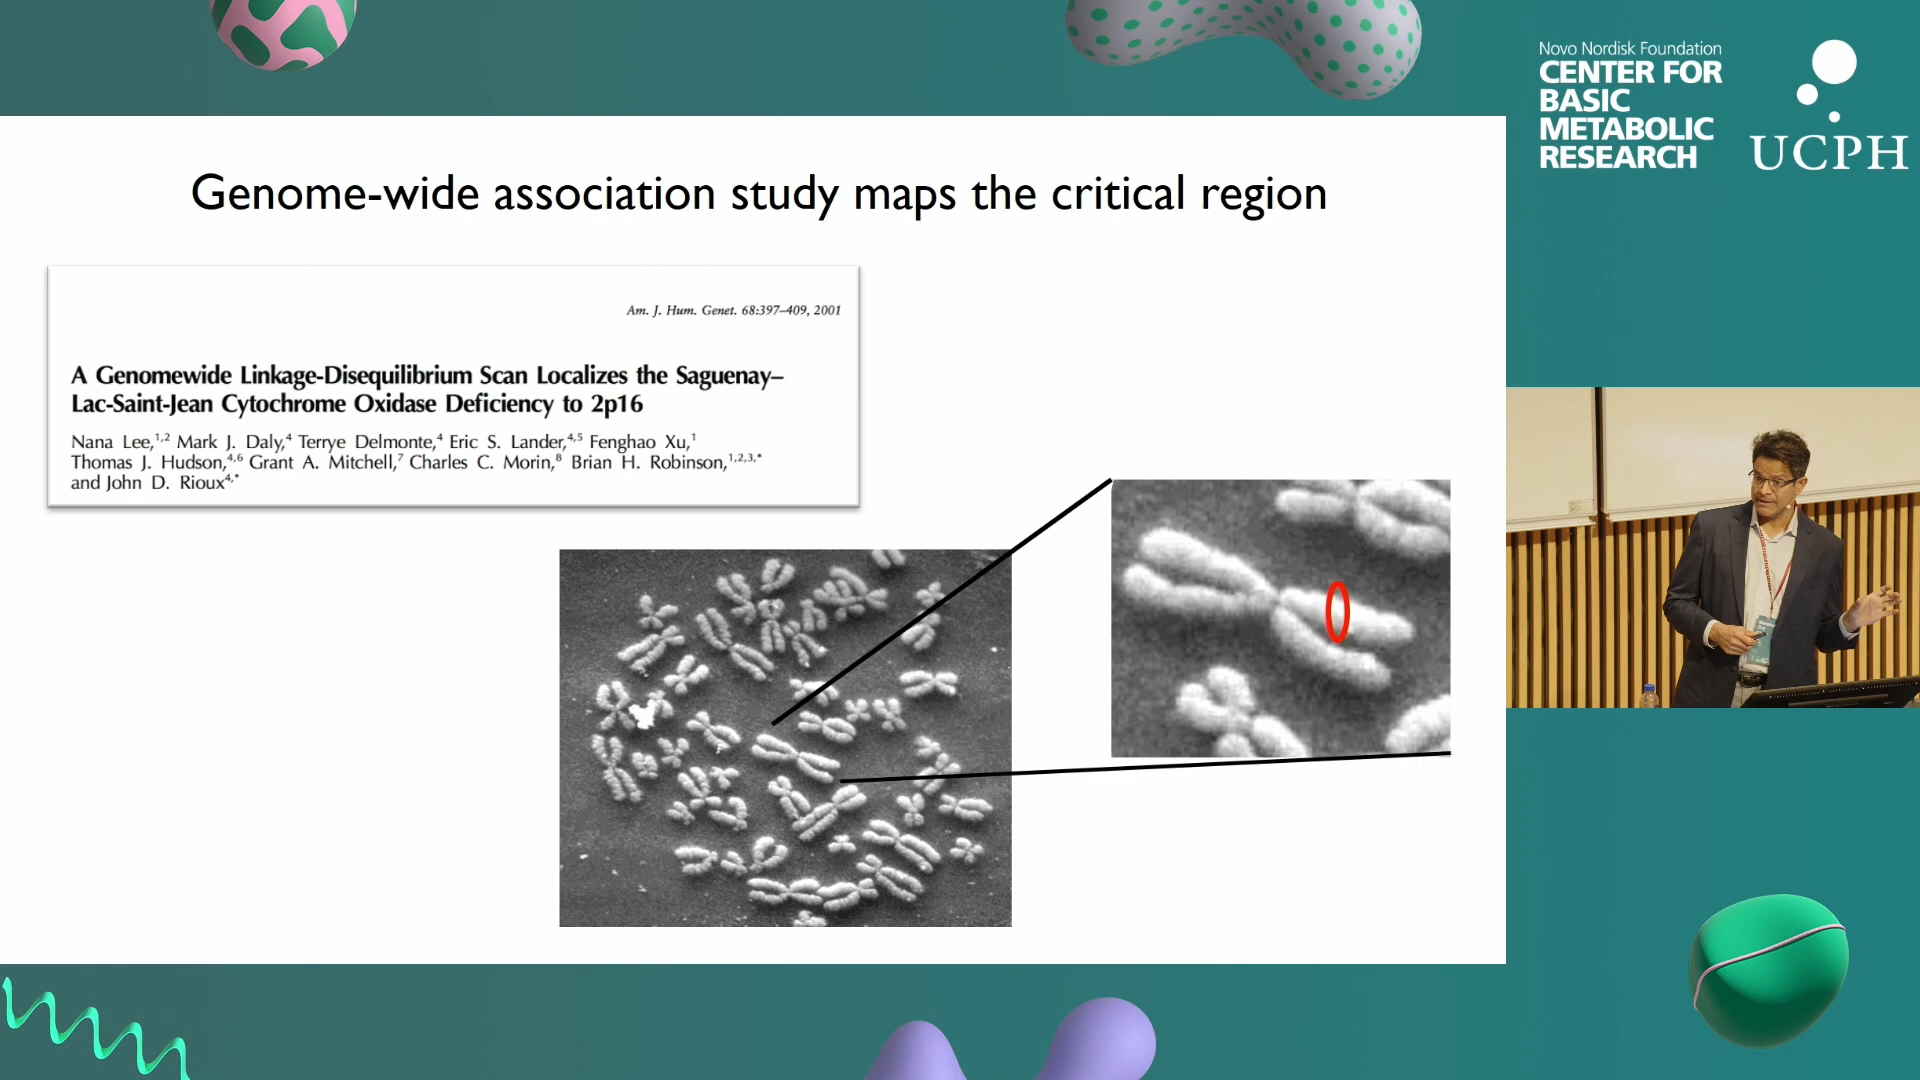 Novo Nordisk Foundation
CENTER FOR
BASIC
METABOLIC
RESEARCH
UCPH
Genome-wide association study maps the critical region
Am. J. Hum. Genet. 68:397–409, 2001
A Genomewide Linkage-Disequilibrium Scan Localizes the Saguenay–
Lac-Saint-Jean Cytochrome Oxidase Deficiency to 2p16
Nana Lee,1,2 Mark J. Daly,4 Terrye Delmonte,4 Eric S. Lander,4,5 Fenghao Xu,1
Thomas J. Hudson,4,6 Grant A. Mitchell,7 Charles C. Morin,8 Brian H. Robinson,1,2,3,*
and John D. Rioux4,*